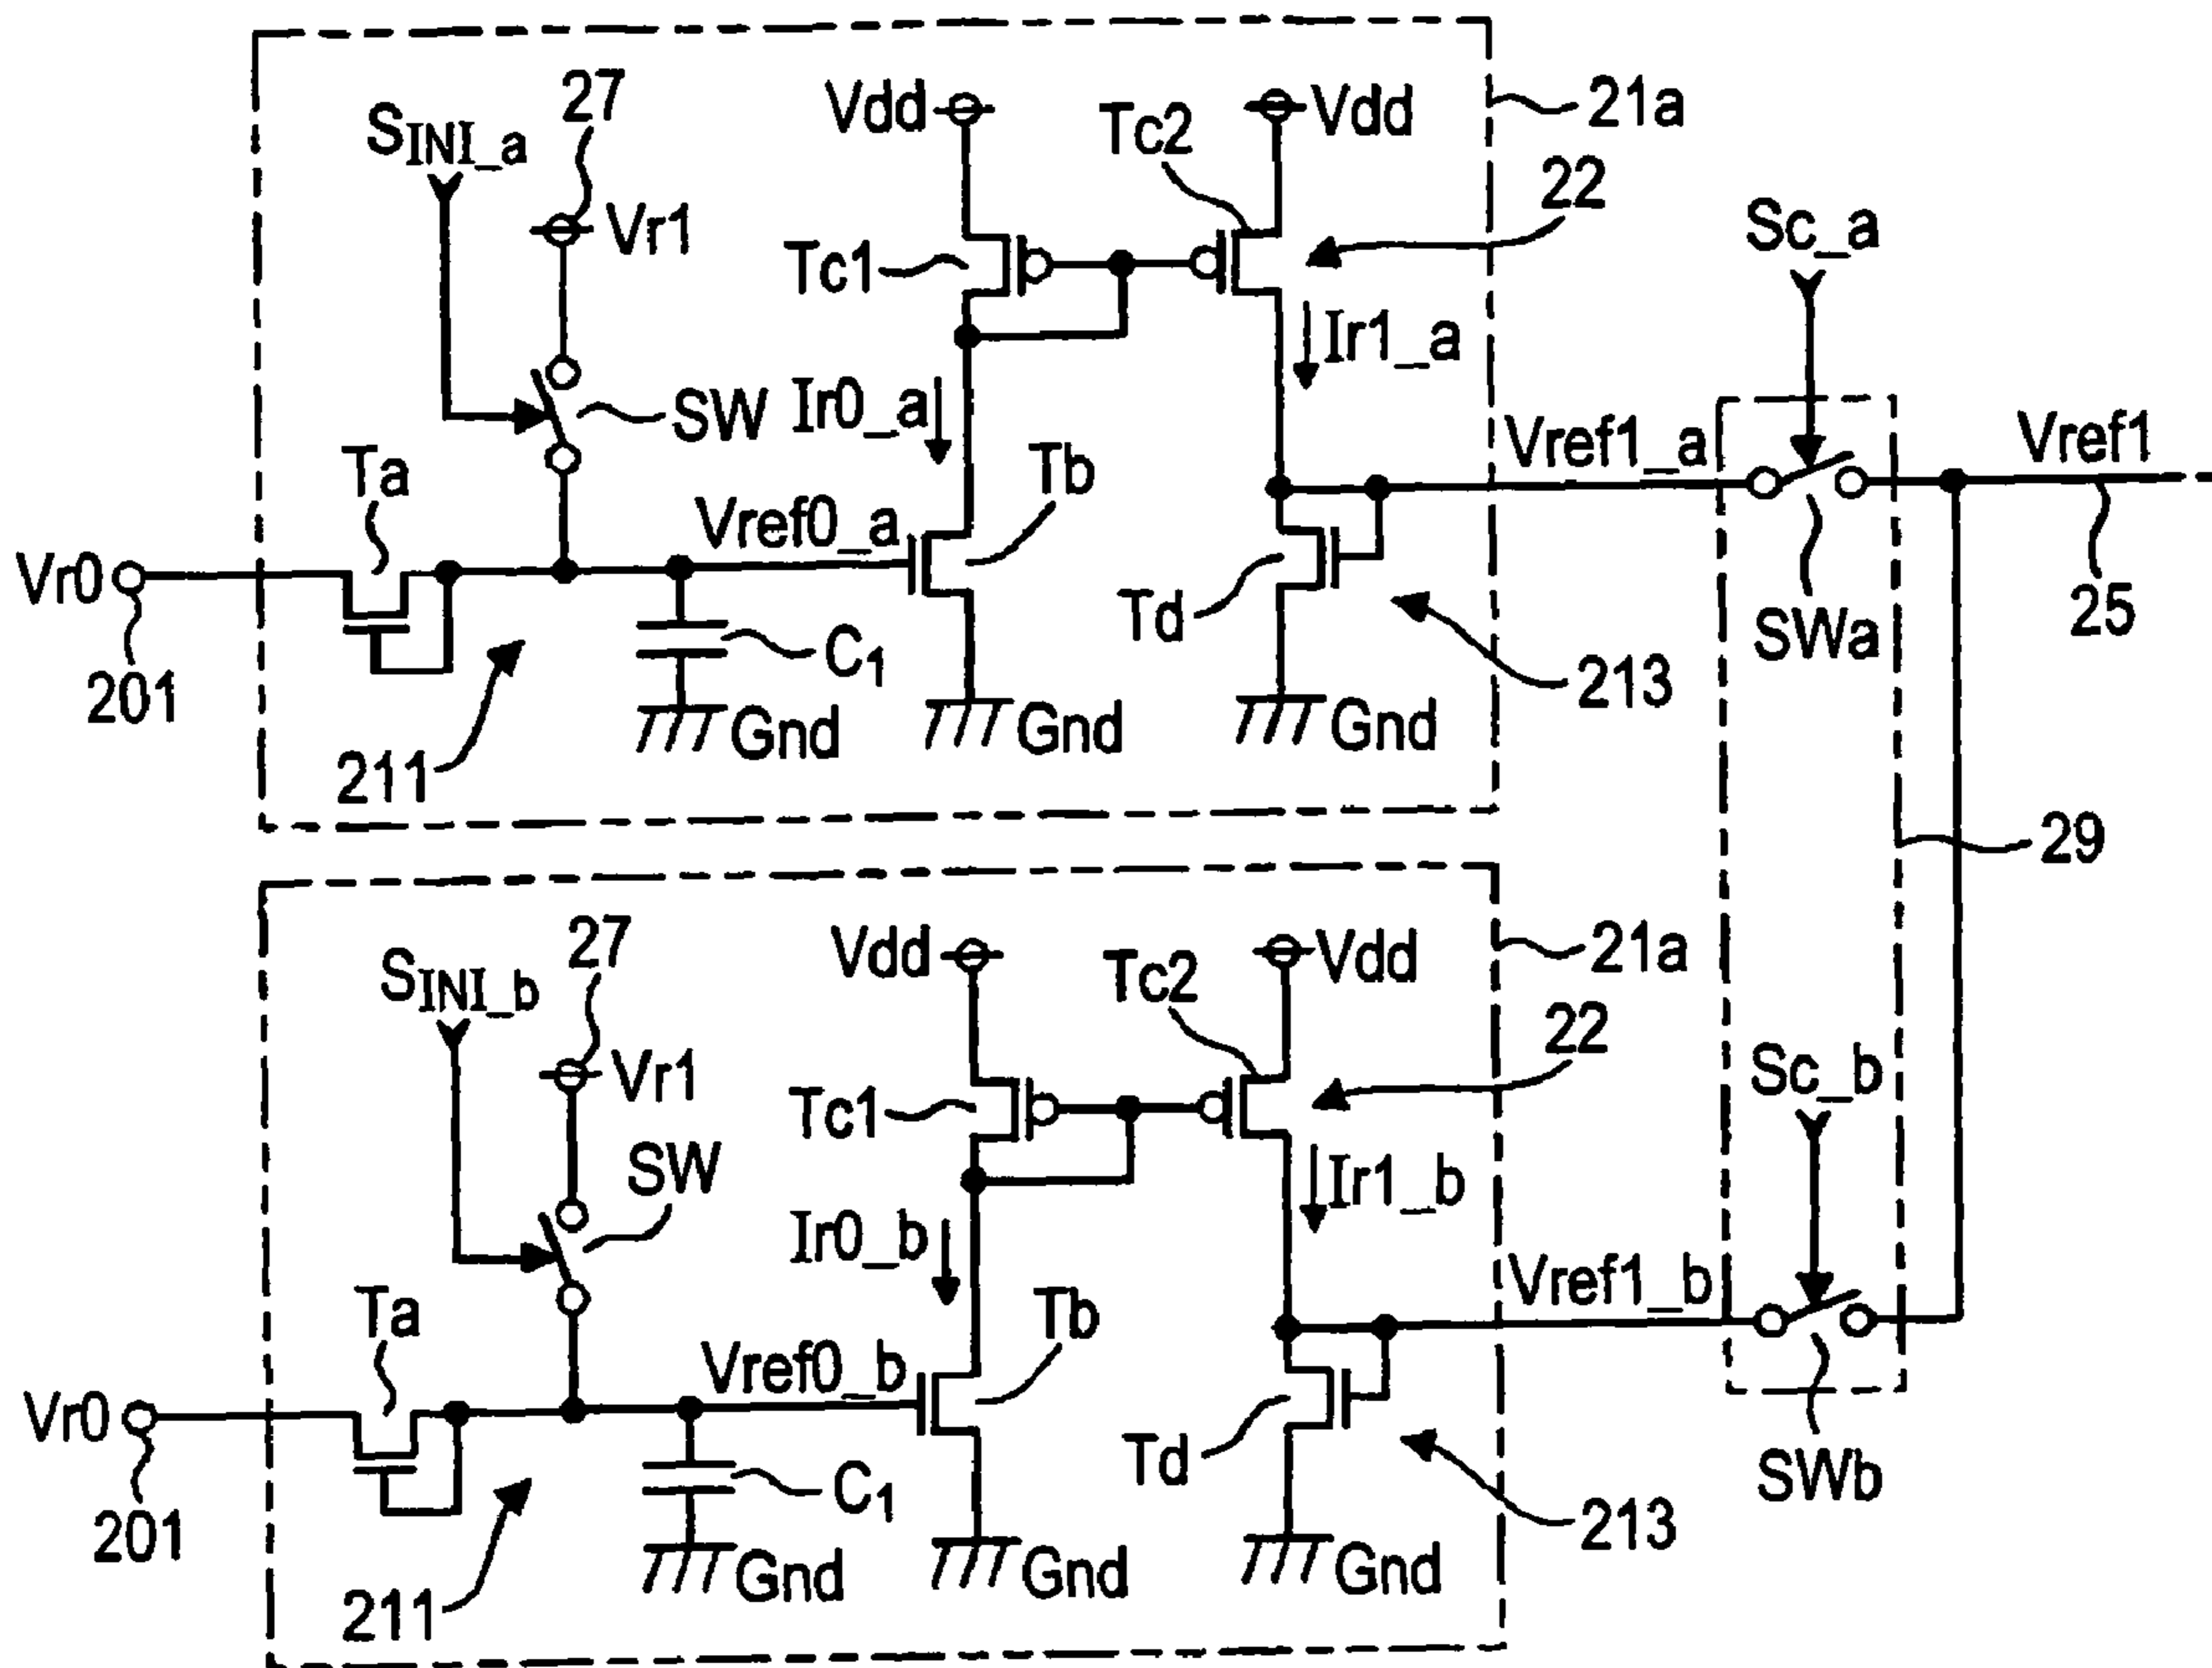 27
Vdd
Tc2
Vdd
21a
SINI_a
22
Vr1
Sc_a
Tc1
Ir1_a
Ir0_a
SW
Vref1_a
Vref1
Ta
Tb
Vref0_a
Vr0
Td
SWa
25
C1
201
213
Gnd
Gnd
Gnd
211
29
27
Vdd
Tc2
Vdd
21a
SINI_b
22
Vr1
Sc_b
Tc1
SW
Ir1_b
Ir0_b
Vref1_b
Ta
Tb
Vref0_b
Vr0
Td
SWb
C1
201
213
Gnd
Gnd
Gnd
211